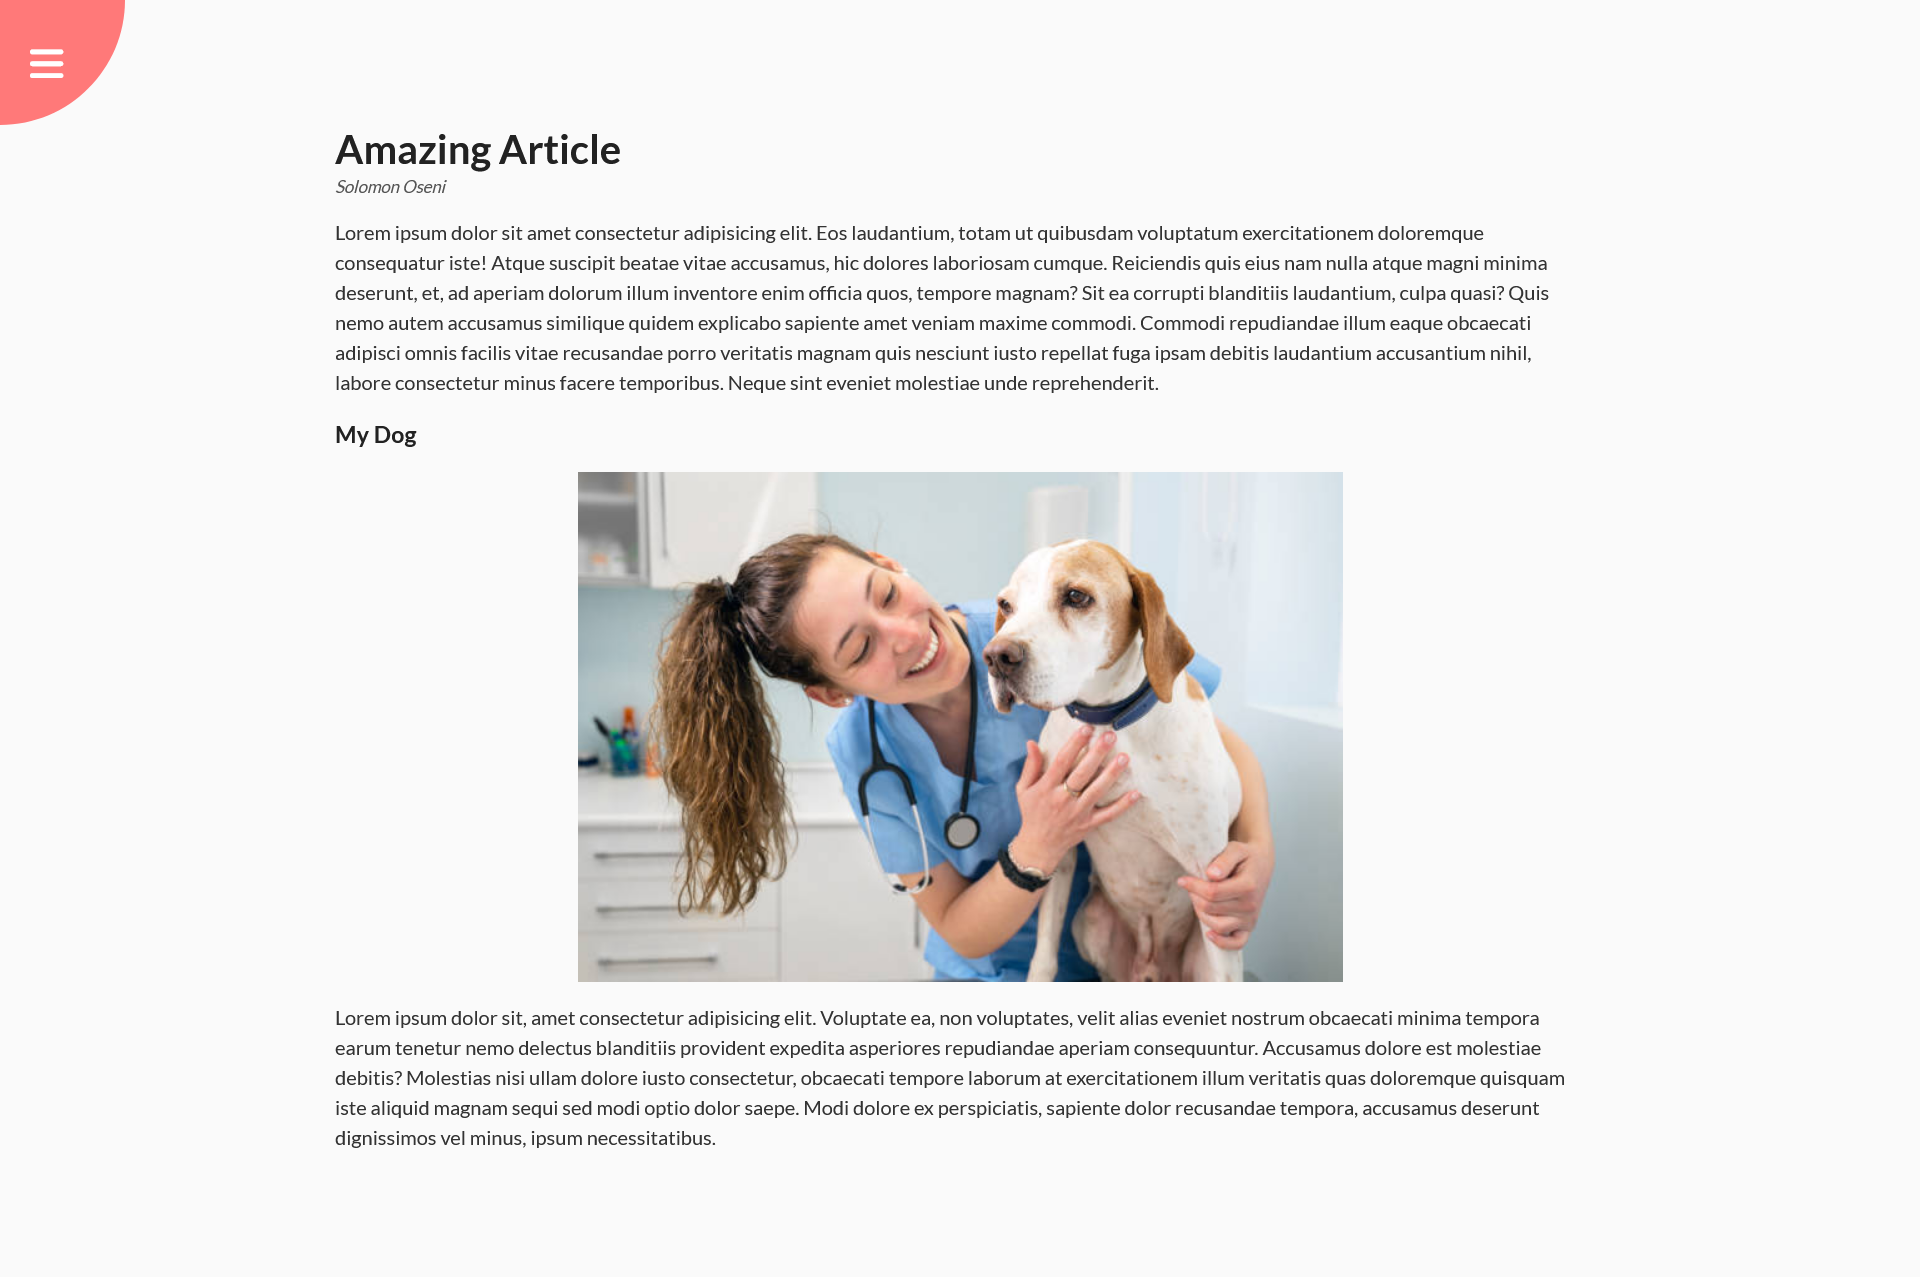 Amazing Article
Solomon Oseni
Lorem ipsum dolor sit amet consectetur adipisicing elit. Eos laudantium, totam ut quibusdam voluptatum exercitationem doloremque
consequatur iste! Atque suscipit beatae vitae accusamus, hic dolores laboriosam cumque. Reiciendis quis eius nam nulla atque magni minima
deserunt, et, ad aperiam dolorum illum inventore enim officia quos, tempore magnam? Sit ea corrupti blanditiis laudantium, culpa quasi? Quis
nemo autem accusamus similique quidem explicabo sapiente amet veniam maxime commodi. Commodi repudiandae illum eaque obcaecati
adipisci omnis facilis vitae recusandae porro veritatis magnam quis nesciunt iusto repellat fuga ipsam debitis laudantium accusantium nihil,
labore consectetur minus facere temporibus. Neque sint eveniet molestiae unde reprehenderit.
My Dog
Lorem ipsum dolor sit, amet consectetur adipisicing elit. Voluptate ea, non voluptates, velit alias eveniet nostrum obcaecati minima tempora
earum tenetur nemo delectus blanditiis provident expedita asperiores repudiandae aperiam consequuntur. Accusamus dolore est molestiae
debitis? Molestias nisi ullam dolore iusto consectetur, obcaecati tempore laborum at exercitationem illum veritatis quas doloremque quisquam
iste aliquid magnam sequi sed modi optio dolor saepe. Modi dolore ex perspiciatis, sapiente dolor recusandae tempora, accusamus deserunt
dignissimos vel minus, ipsum necessitatibus.